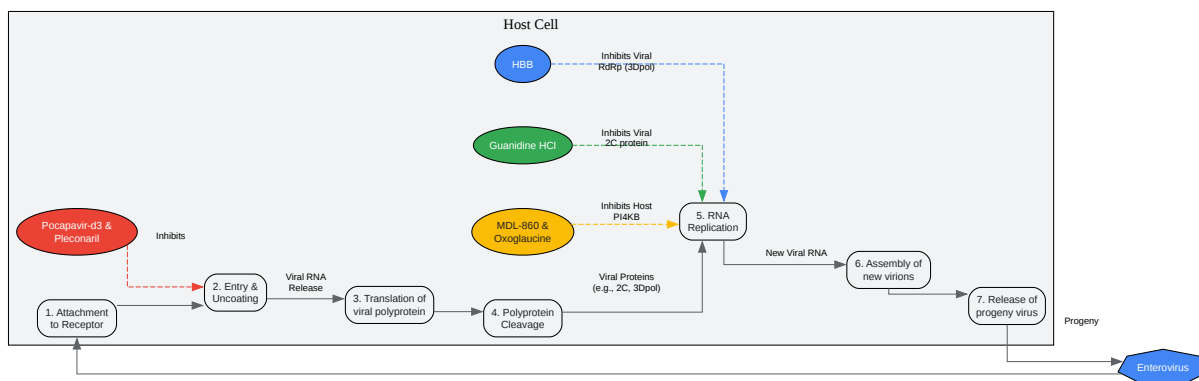 Host Cell
HBB
Inhibits Viral
RdRp (3Dpol)
Guanidine HCl
Inhibits Viral
2C protein
Pocapavir-d3 &
Pleconaril
Inhibits
MDL-860 &
Oxoglaucine
Inhibits Host
PI4KB
5. RNA
Replication
1. Attachment
to Receptor
2. Entry &
Uncoating
Viral RNA
Release
3. Translation of
viral polyprotein
4. Polyprotein
Cleavage
Viral Proteins
(e.g., 2C, 3Dpol)
New Viral RNA
6. Assembly of
new virions
7. Release of
progeny virus
Progeny
Enterovirus